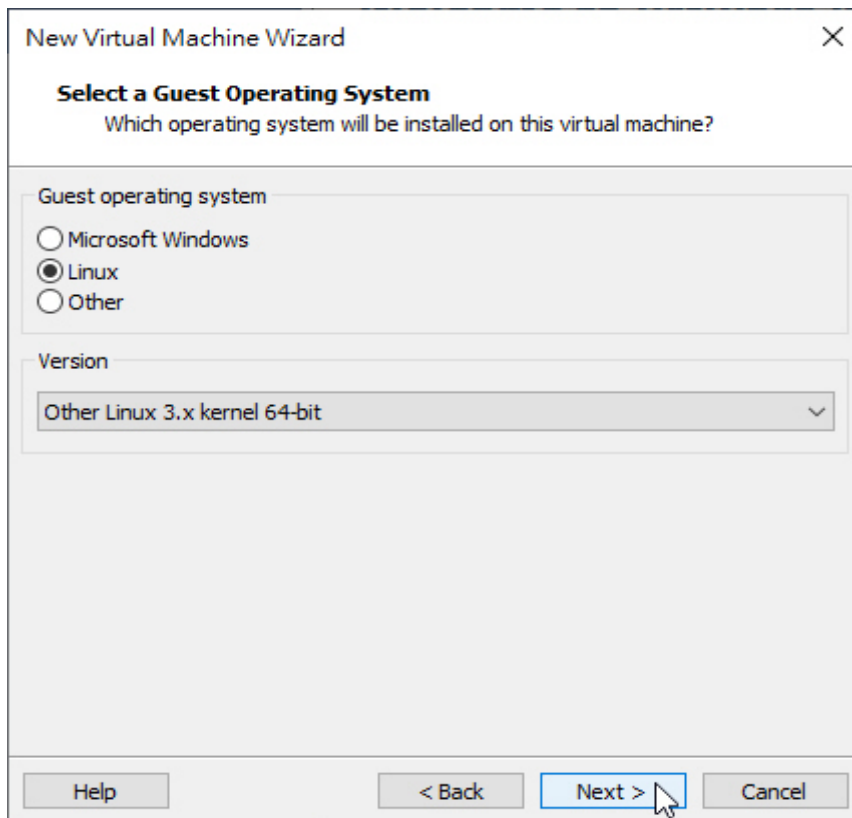 New Virtual Machine Wizard
Select a Guest Operating System
Which operating system will be installed on this virtual machine?
Guest operating system
Microsoft Windows
Linux
Other
Version
Other Linux 3.x kernel 64-bit
Help
< Back
Next >
Cancel